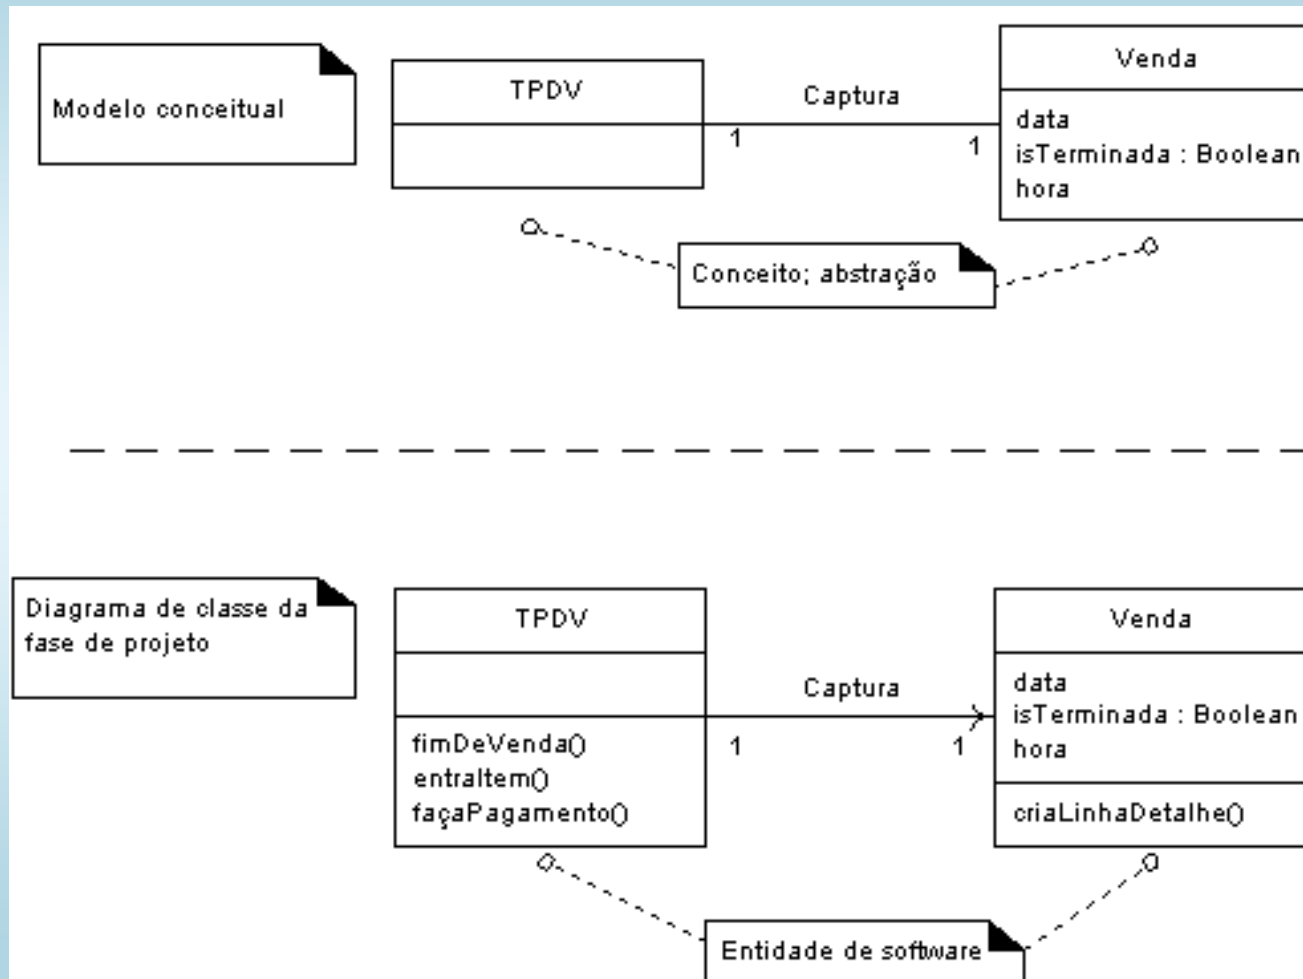 Modelo conceitual
TPDV
Captura
1
1
Venda
data
isTerminada : Boolean
hora
Conceito; abstração
Diagrama de classe da
fase de projeto
TPDV
fimDeVenda()
entraItem()
façaPagamento()
Captura
1
1
Venda
data
isTerminada : Boolean
hora
criaLinhaDetalhe()
Entidade de software